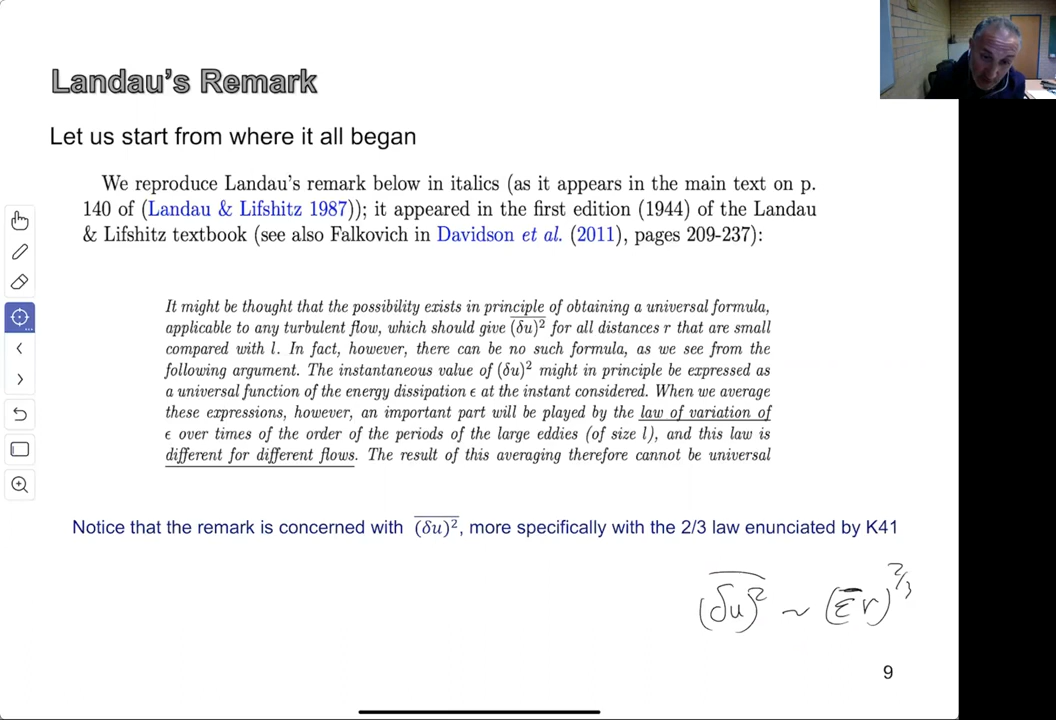 Landau's Remark
Let us start from where it all began
We reproduce Landau's remark below in italics (as it appears in the main text on p.
140 of (Landau & Lifshitz 1987)); it appeared in the first edition (1944) of the Landau
& Lifshitz textbook (see also Falkovich in Davidson et al. (2011), pages 209-237):
It might be thought that the possibility exists in principle of obtaining a universal formula,
applicable to any turbulent flow, which should give \overline{(δu)²} for all distances r that are small
compared with l. In fact, however, there can be no such formula, as we see from the
following argument. The instantaneous value of (δu)² might in principle be expressed as
a universal function of the energy dissipation ϵ at the instant considered. When we average
these expressions, however, an important part will be played by the law of variation of
ϵ over times of the order of the periods of the large eddies (of size l), and this law is
different for different flows. The result of this averaging therefore cannot be universal
Notice that the remark is concerned with \overline{(δu)²}, more specifically with the 2/3 law enunciated by K41
\overline{(δu)²} ~ (\overline{ε}r)^{2/3}
9